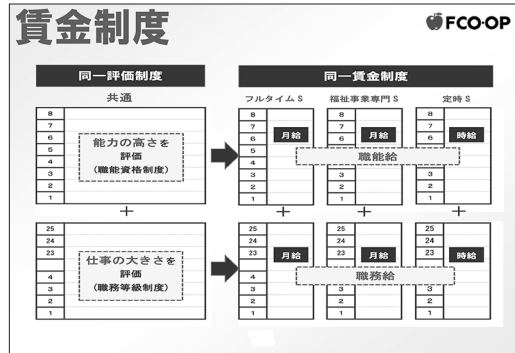 賃金制度
FCO·OP
同一評価制度
同一賃金制度
共通
フルタイムS
福祉事業専門S
定時S
8
7
6
5
4
3
2
1
能力の高さを
評価
(職能資格制度)
8
7
6
5
4
3
2
1
月給
8
7
6
5
4
3
2
1
月給
8
7
6
5
4
3
2
1
時給
職能給
+
+
+
+
25
24
23
4
3
2
1
仕事の大きさを
評価
(職務等級制度)
25
24
23
4
3
2
1
月給
25
24
23
4
3
2
1
月給
25
24
23
4
3
2
1
時給
職務給